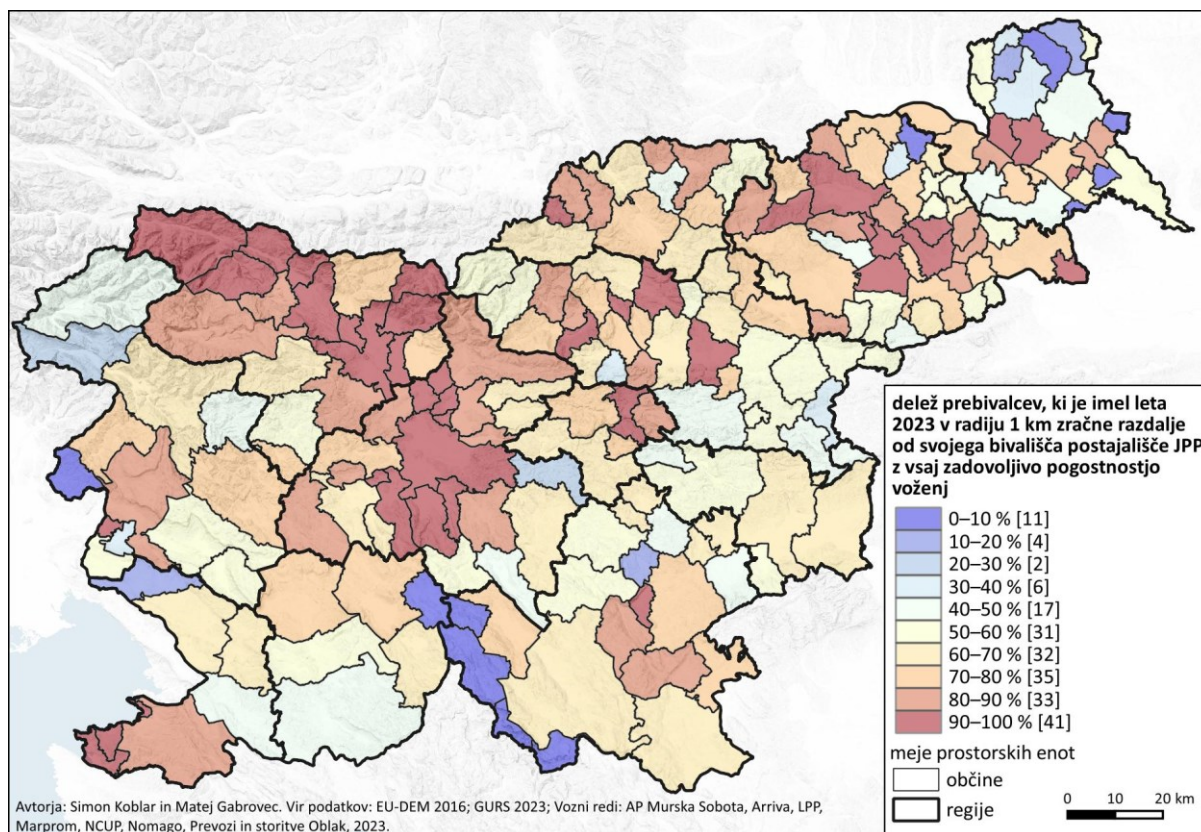 delež prebivalcev, ki je imel leta
2023 v radiju 1 km zračne razdalje
od svojega bivališča postajališče JPP
z vsaj zadovoljivo pogostnostjo
voženj
0–10 % [11]
10–20 % [4]
20–30 % [2]
30–40 % [6]
40–50 % [17]
50–60 % [31]
60–70 % [32]
70–80 % [35]
80–90 % [33]
90–100 % [41]
meje prostorskih enot
občine
regije
0 10 20 km
Avtorja: Simon Koblar in Matej Gabrovec. Vir podatkov: EU-DEM 2016; GURS 2023; Vozni redi: AP Murska Sobota, Arriva, LPP,
Marprom, NCUP, Nomago, Prevozi in storitve Oblak, 2023.